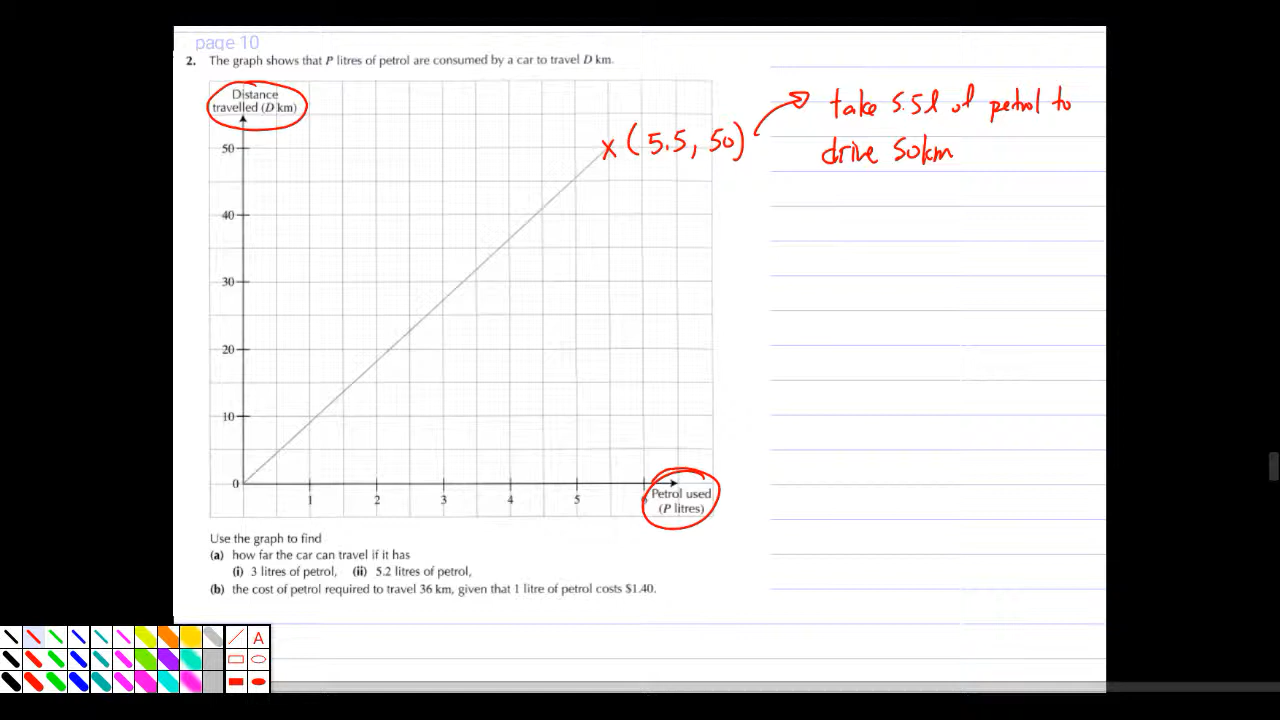 page 10
2. The graph shows that P litres of petrol are consumed by a car to travel D km.
Distance
travelled (D km)
50
40
30
20
10
0
1
2
3
4
5
6
Petrol used
(P litres)
x (5.5, 50)
take 5.5l of petrol to
drive 50km
Use the graph to find
(a) how far the car can travel if it has
(i) 3 litres of petrol, (ii) 5.2 litres of petrol,
(b) the cost of petrol required to travel 36 km, given that 1 litre of petrol costs $1.40.
A